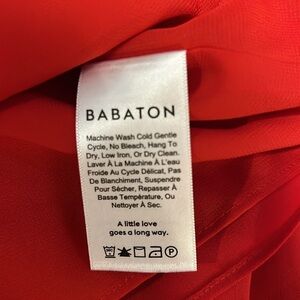 BABATON
Machine Wash Cold Gentle
Cycle, No Bleach, Hang To
Dry, Low Iron, Or Dry Clean.
Laver À La Machine À L'eau
Froide Au Cycle Délicat, Pas
De Blanchiment, Suspendre
Pour Sécher, Repasser À
Basse Température, Ou
Nettoyer À Sec.
A little love
goes a long way.